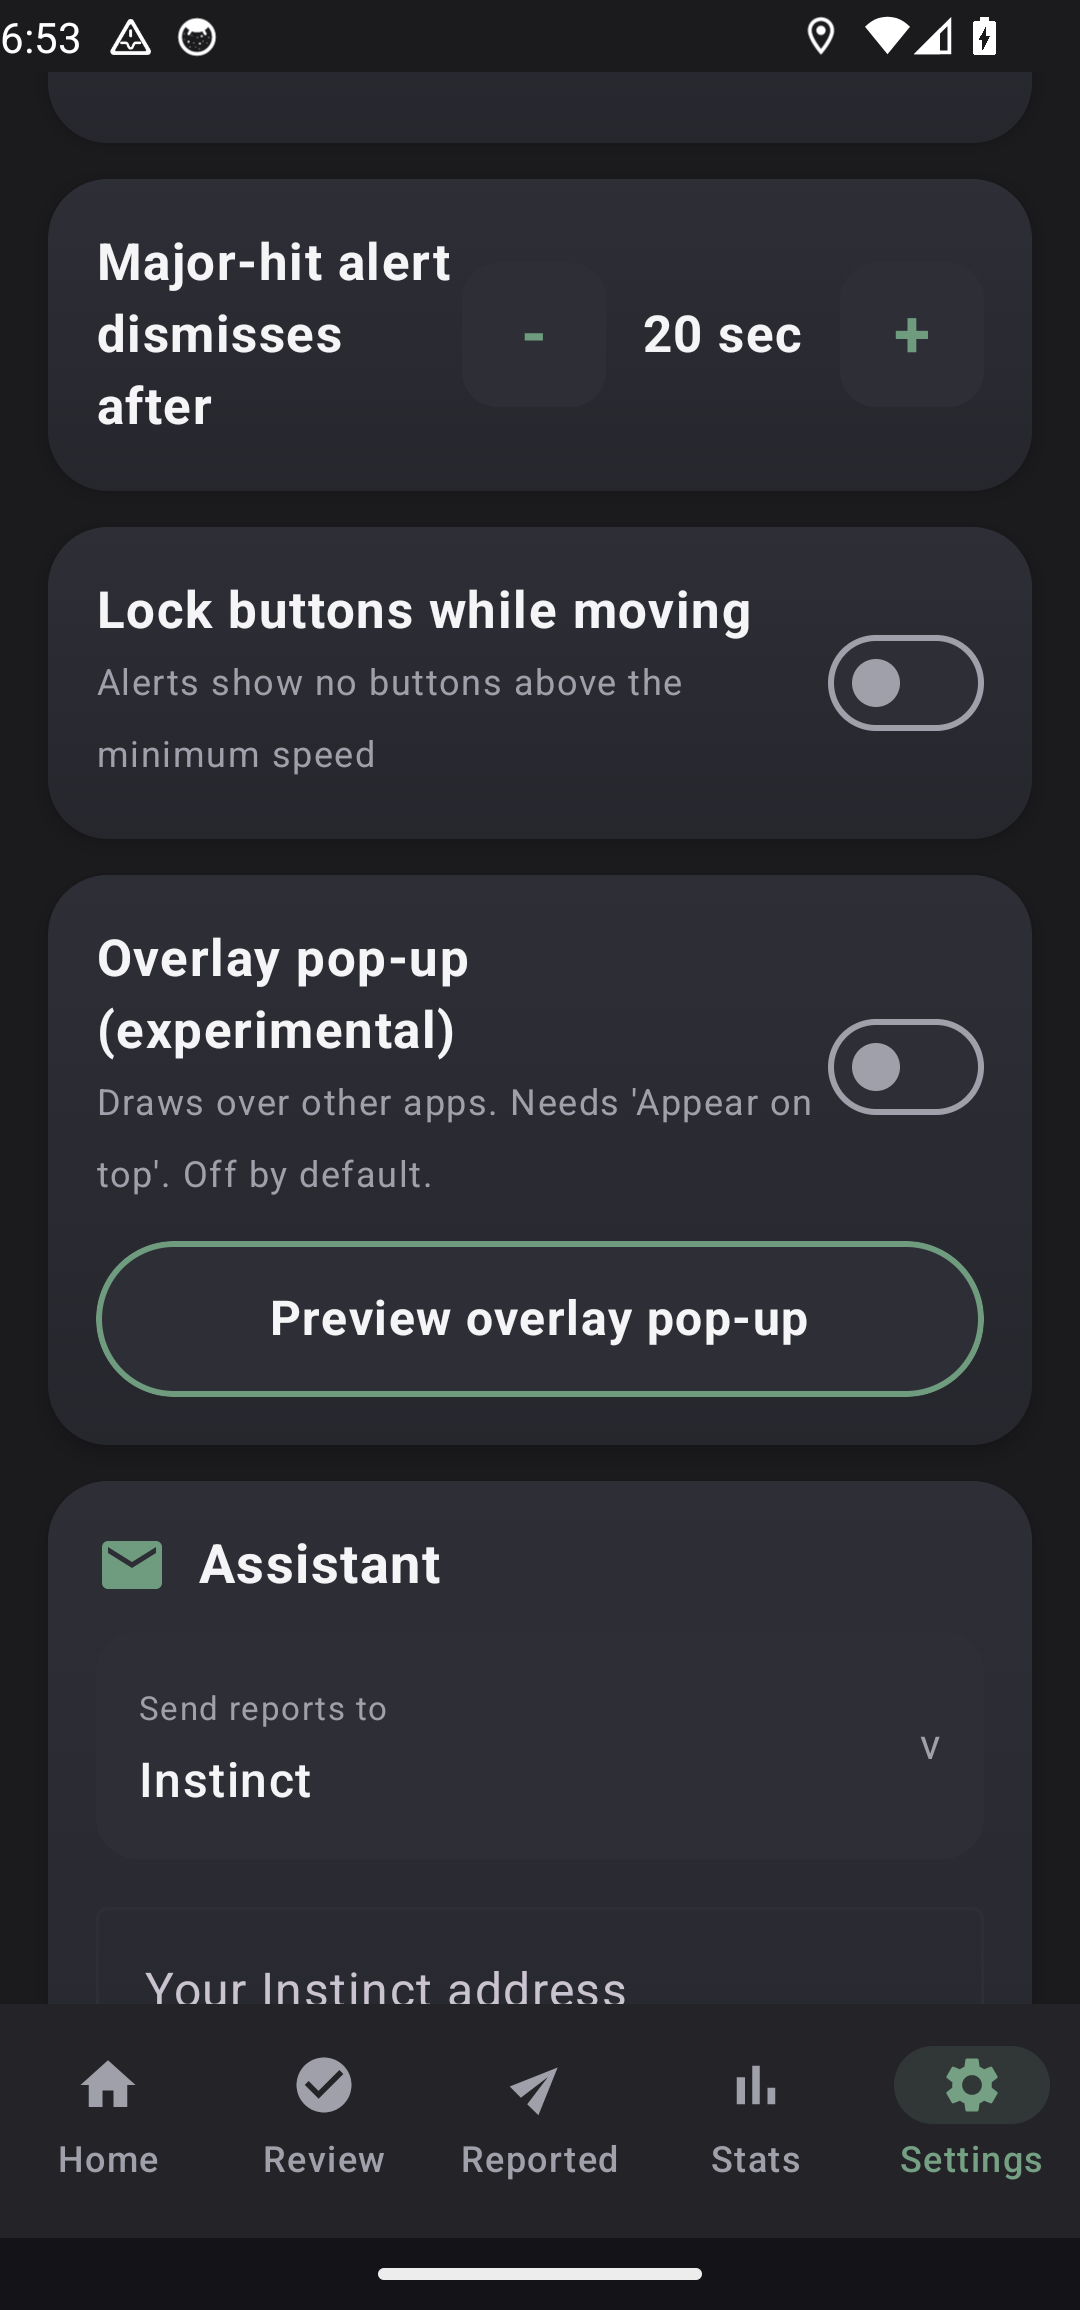 6:53
Major-hit alert
dismisses
after
- 20 sec +
Lock buttons while moving
Alerts show no buttons above the
minimum speed
Overlay pop-up
(experimental)
Draws over other apps. Needs 'Appear on
top'. Off by default.
Preview overlay pop-up
Assistant
Send reports to
Instinct
v
Your Instinct address
Home Review Reported Stats Settings